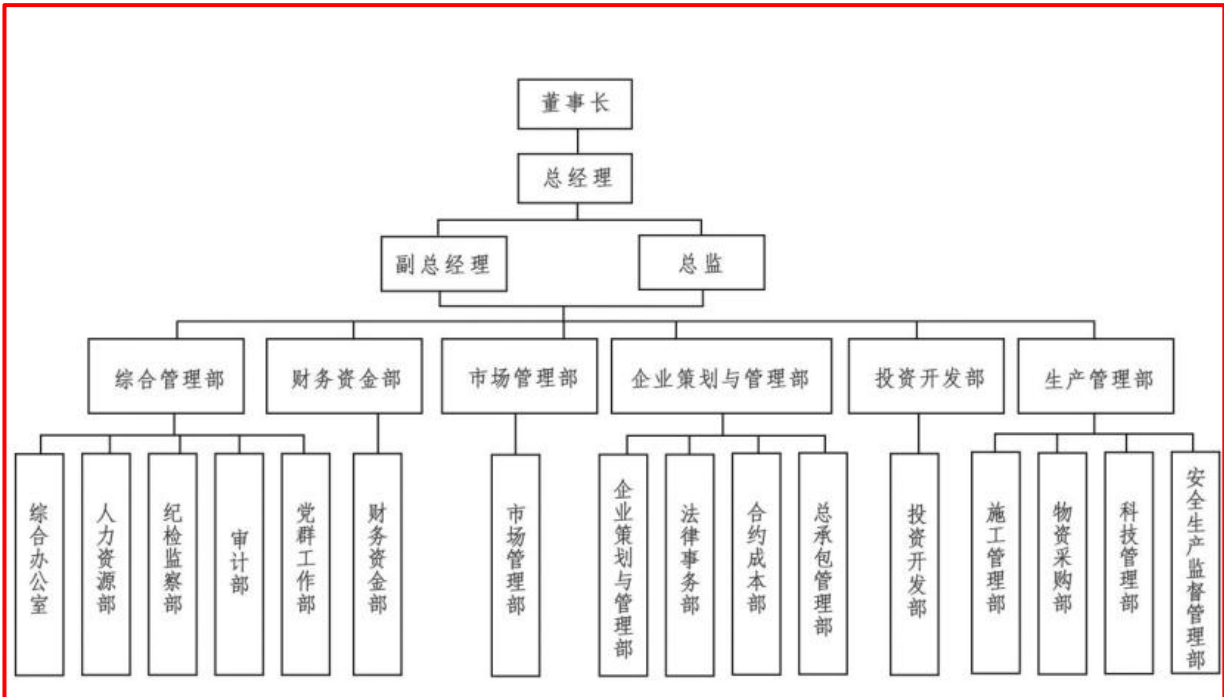 董事长
总经理
副总经理
总监
综合管理部
财务资金部
市场管理部
企业策划与管理部
投资开发部
生产管理部
综合办公室
人力资源部
纪检监察部
审计部
党群工作部
财务资金部
市场管理部
企业策划与管理部
法律事务部
合约成本部
总承包管理部
投资开发部
施工管理部
物资采购部
科技管理部
安全生产监督管理部